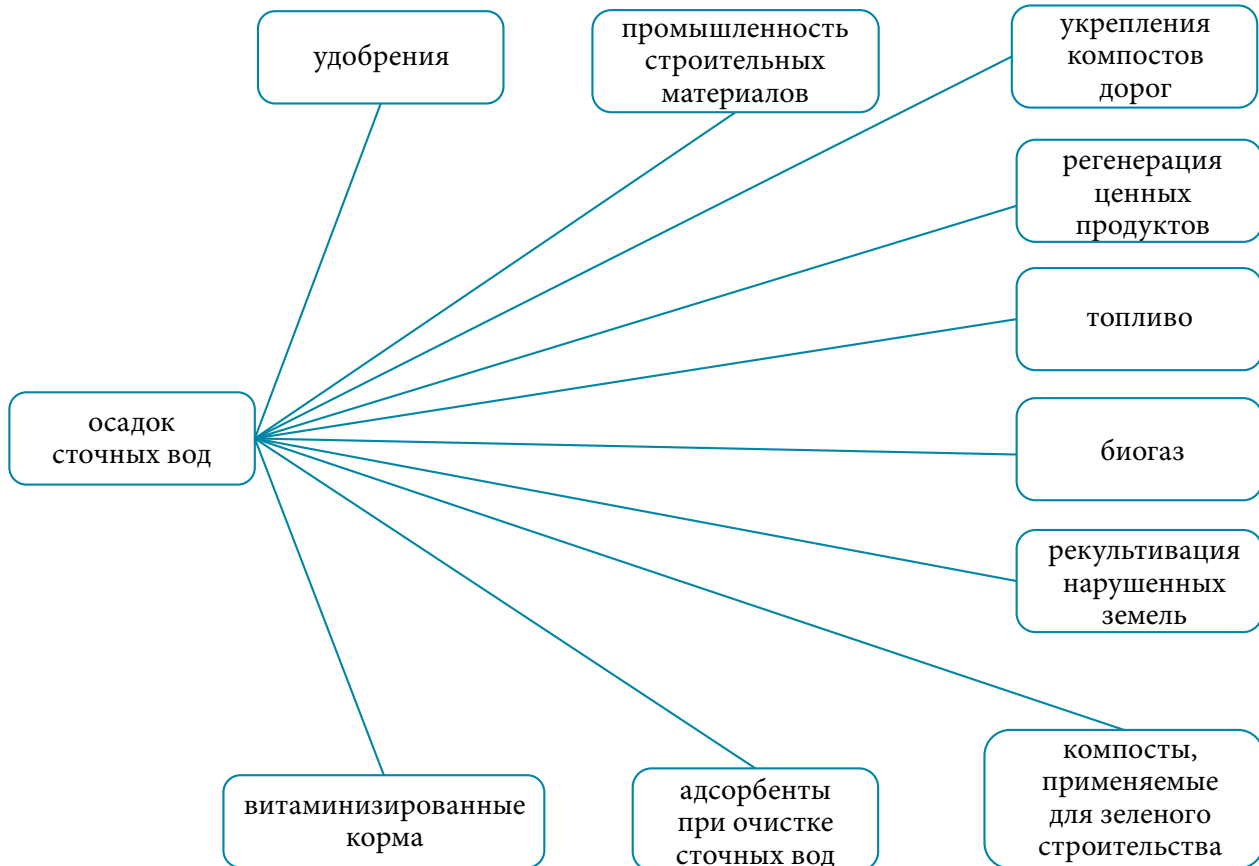 удобрения
промышленность
строительных
материалов
укрепления
компостов
дорог
регенерация
ценных
продуктов
топливо
осадок
сточных вод
биогаз
рекультивация
нарушенных
земель
витаминизированные
корма
адсорбенты
при очистке
сточных вод
компосты,
применяемые
для зеленого
строительства